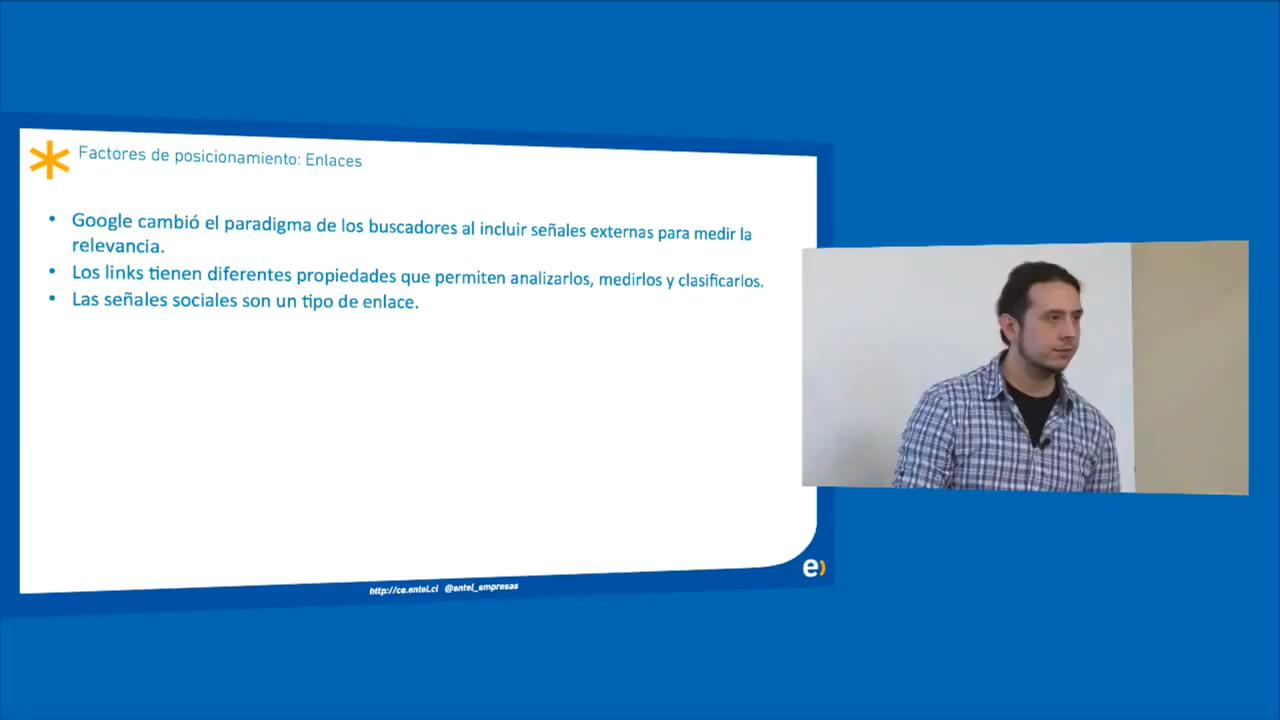 Factores de posicionamiento: Enlaces
• Google cambió el paradigma de los buscadores al incluir señales externas para medir la
relevancia.
• Los links tienen diferentes propiedades que permiten analizarlos, medirlos y clasificarlos.
• Las señales sociales son un tipo de enlace.
e)
http://ce.entel.cl @entel_empresas